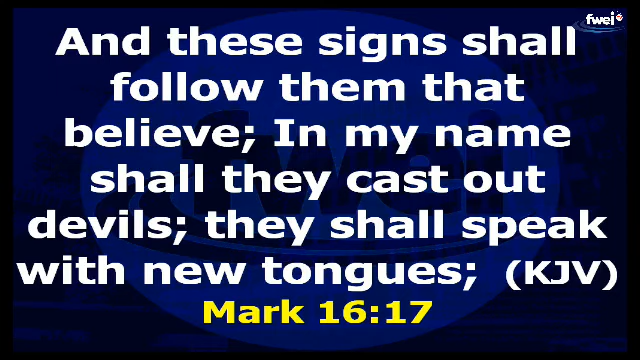 fwei
And these signs shall
follow them that
believe; In my name
shall they cast out
devils; they shall speak
with new tongues; (KJV)
Mark 16:17